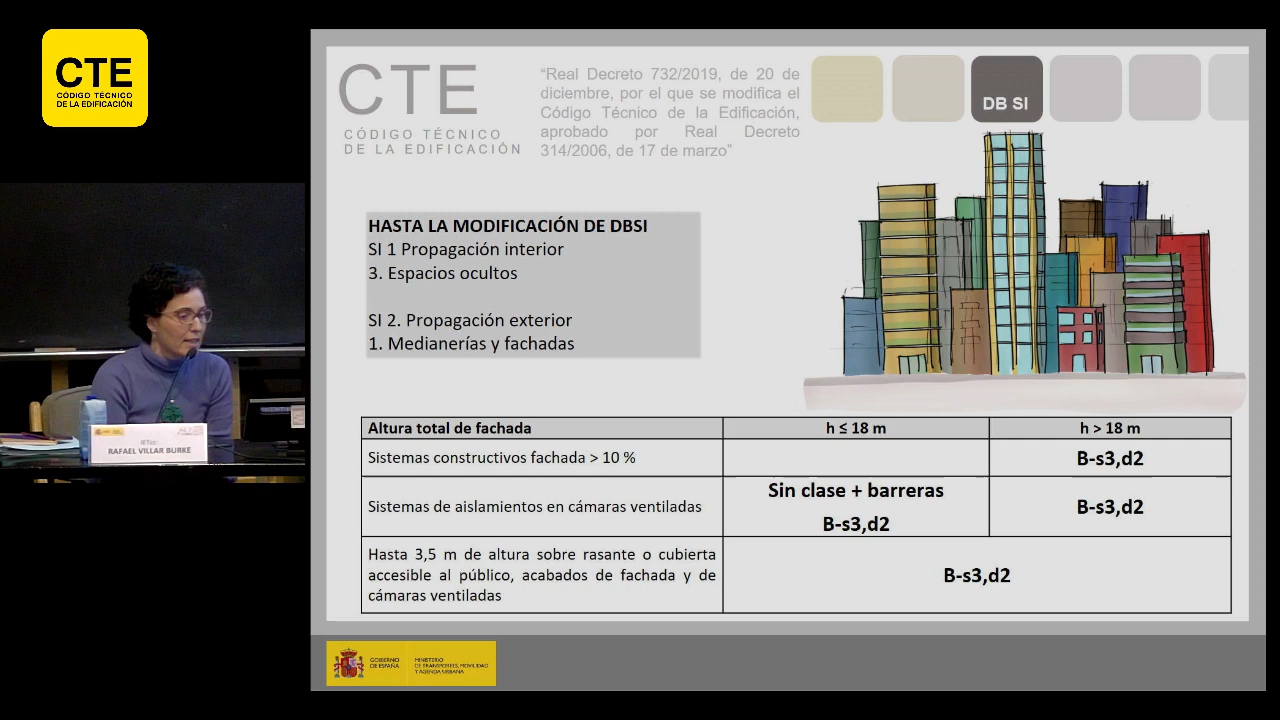 CTE
CÓDIGO TÉCNICO
DE LA EDIFICACIÓN
CTE
CÓDIGO TÉCNICO
DE LA EDIFICACIÓN
“Real Decreto 732/2019, de 20 de
diciembre, por el que se modifica el
Código Técnico de la Edificación,
aprobado por Real Decreto
314/2006, de 17 de marzo”
DB SI
HASTA LA MODIFICACIÓN DE DBSI
SI 1 Propagación interior
3. Espacios ocultos
SI 2. Propagación exterior
1. Medianerías y fachadas
Altura total de fachada h ≤ 18 m h > 18 m
Sistemas constructivos fachada > 10 % B-s3,d2
Sistemas de aislamientos en cámaras ventiladas Sin clase + barreras
B-s3,d2 B-s3,d2
Hasta 3,5 m de altura sobre rasante o cubierta
accesible al público, acabados de fachada y de
cámaras ventiladas
B-s3,d2
RAFAEL VILLAR BURKE
GOBIERNO
DE ESPAÑA
MINISTERIO
DE TRANSPORTES, MOVILIDAD
Y AGENDA URBANA